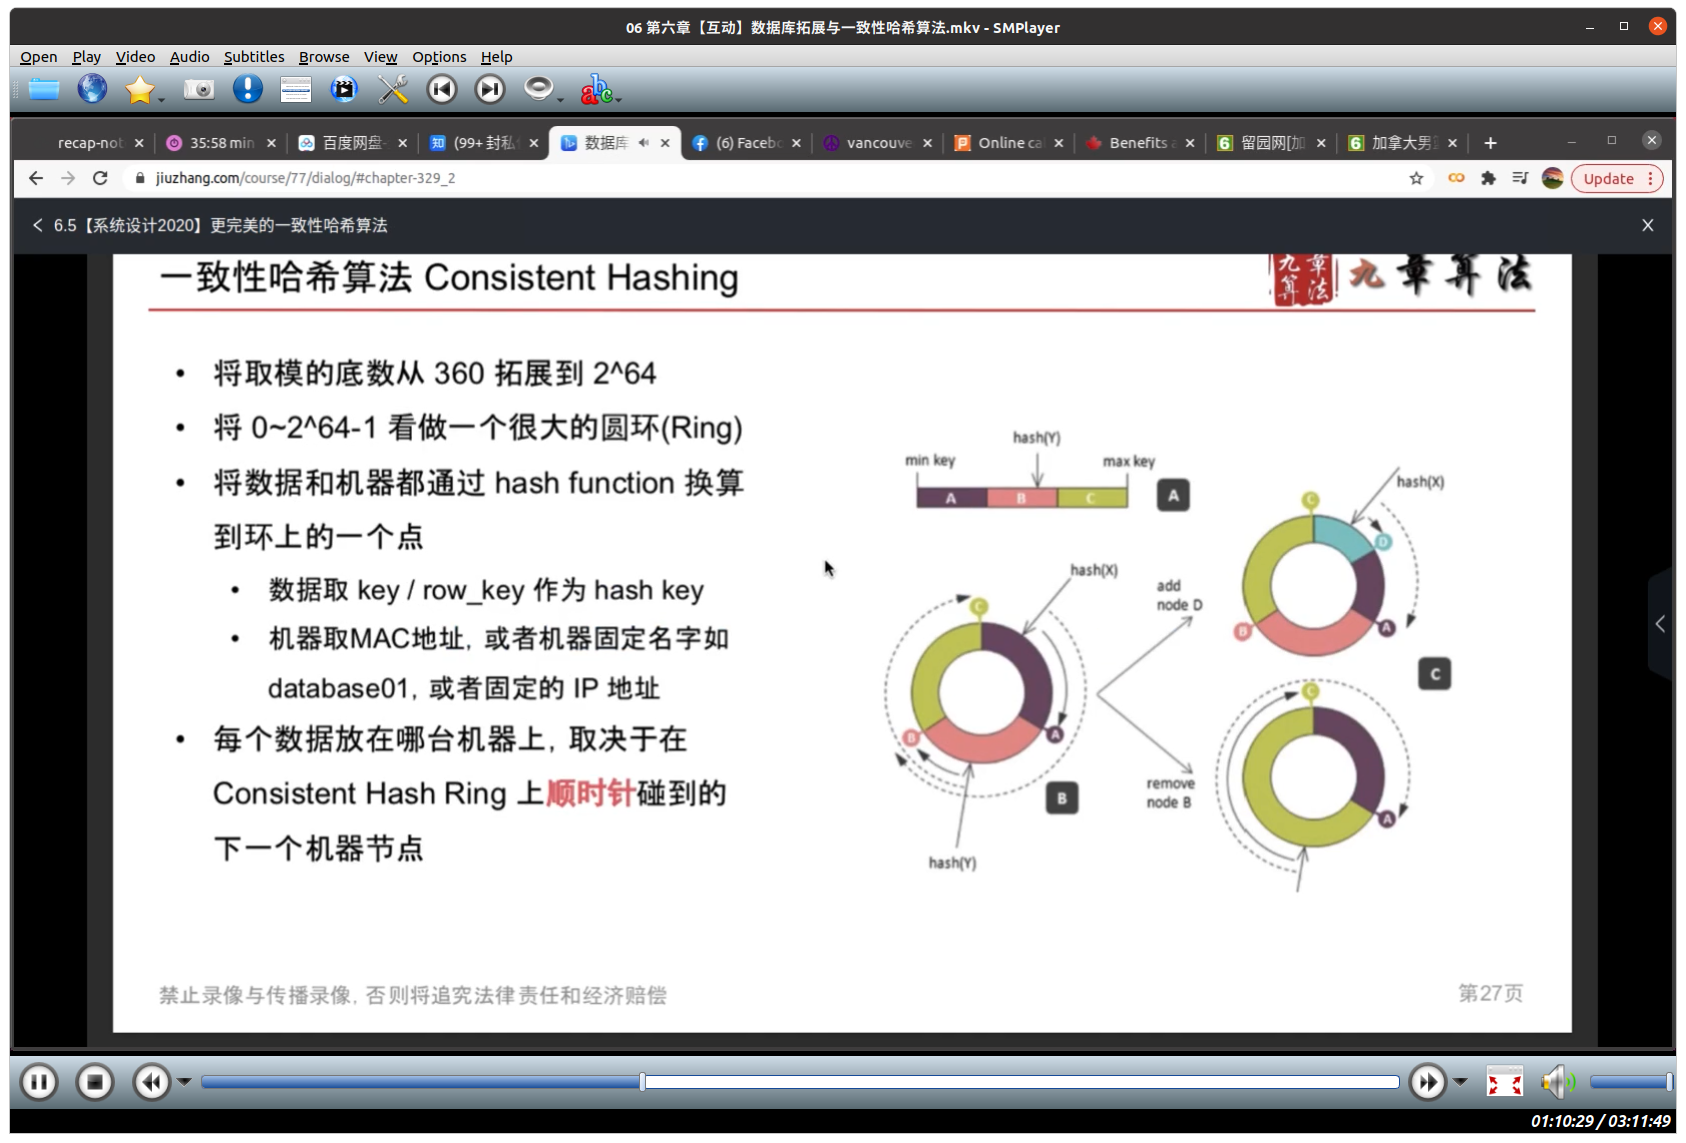 06 第六章【互动】数据库拓展与一致性哈希算法.mkv - SMPlayer
Open Play Video Audio Subtitles Browse View Options Help
recap-not 35:58 min 百度网盘- (99+ 封私 数据库 (6) Facebo vancouve Online ca Benefits a 留园网[加 加拿大男
jiuzhang.com/course/77/dialog/#chapter-329_2
Update
6.5【系统设计2020】更完美的一致性哈希算法
一致性哈希算法 Consistent Hashing
九章算法
九章算法
• 将取模的底数从 360 拓展到 2^64
• 将 0~2^64-1 看做一个很大的圆环(Ring)
• 将数据和机器都通过 hash function 换算
到环上的一个点
• 数据取 key / row_key 作为 hash key
• 机器取MAC地址, 或者机器固定名字如
database01, 或者固定的 IP 地址
• 每个数据放在哪台机器上, 取决于在
Consistent Hash Ring 上顺时针碰到的
下一个机器节点
hash(Y)
min key
max key
A B C
A
hash(X)
C
D
B
A
add
node D
hash(X)
C
B
A
B
hash(Y)
C
remove
node B
C
A
禁止录像与传播录像, 否则将追究法律责任和经济赔偿
第27页
01:10:29 / 03:11:49